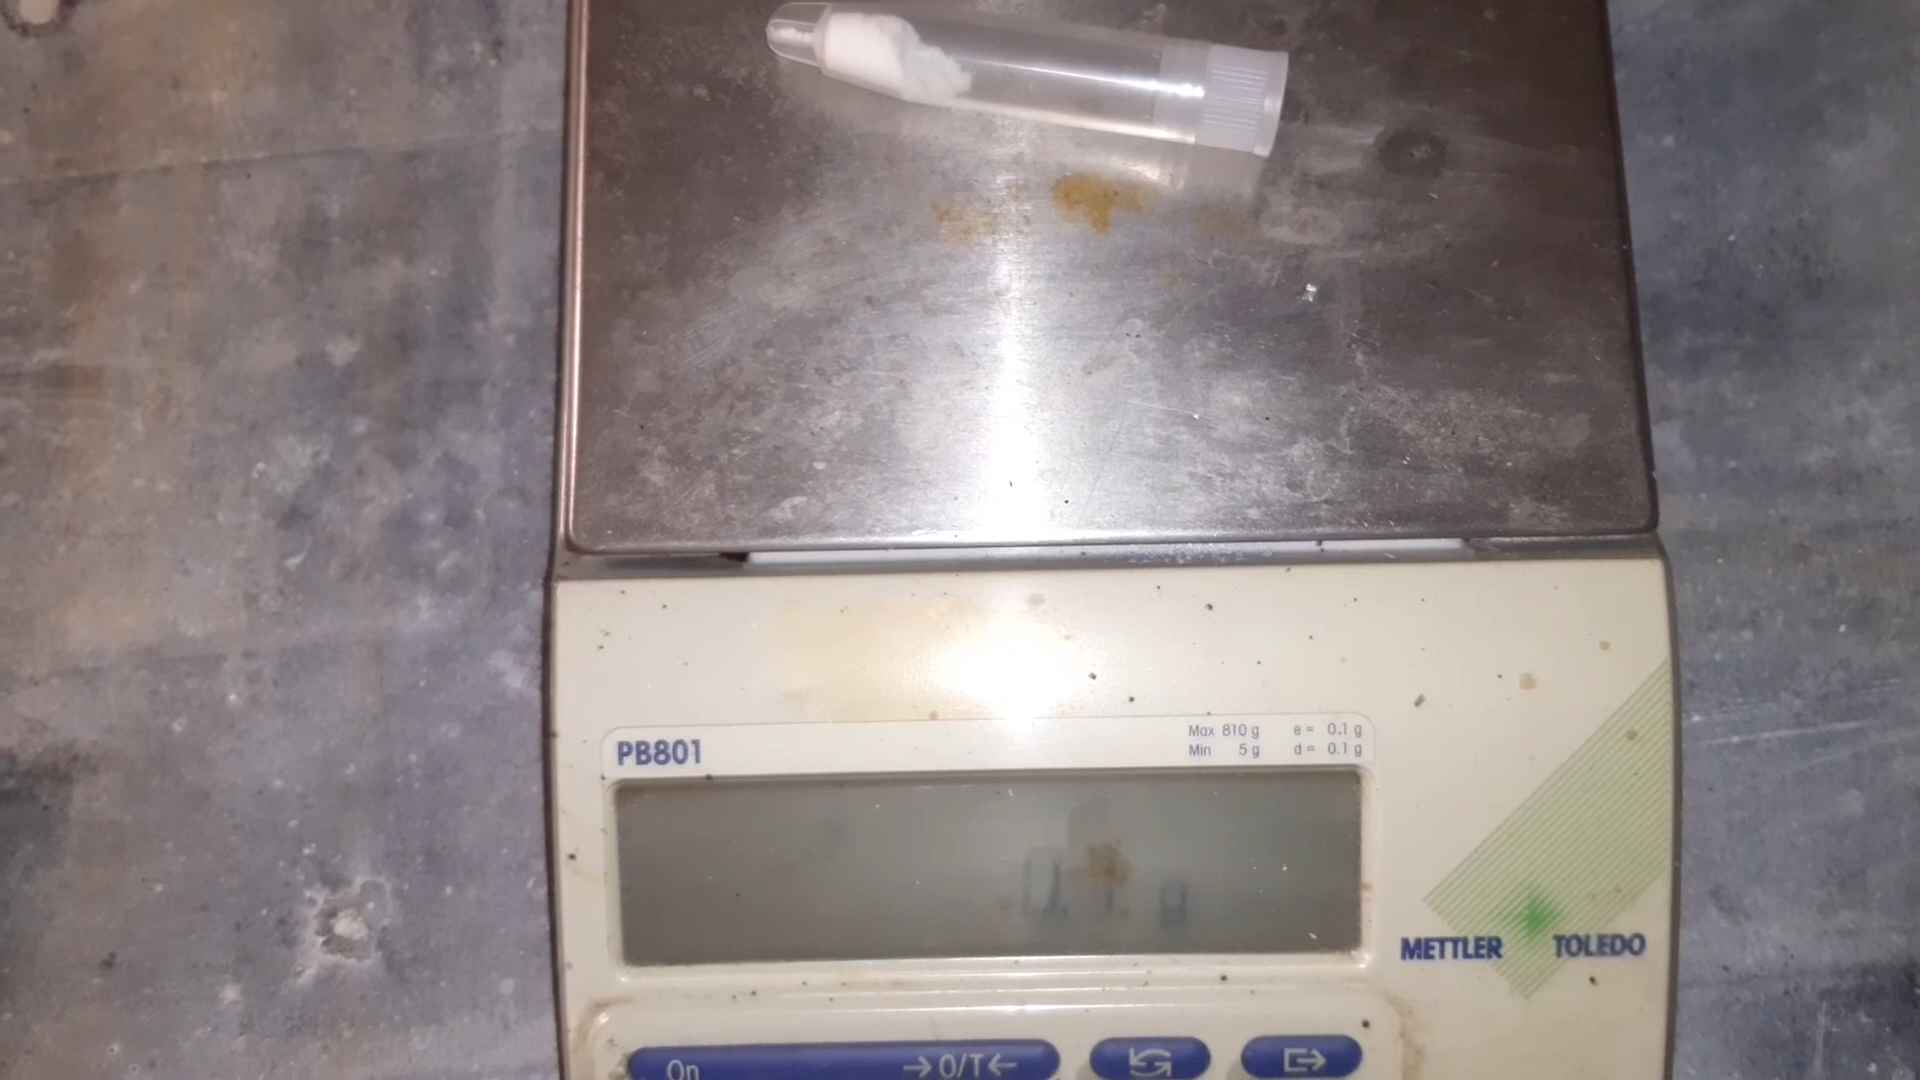 PB801
Max 810 g e = 0.1 g
Min 5 g d = 0.1 g
METTLER TOLEDO
On →0/T←